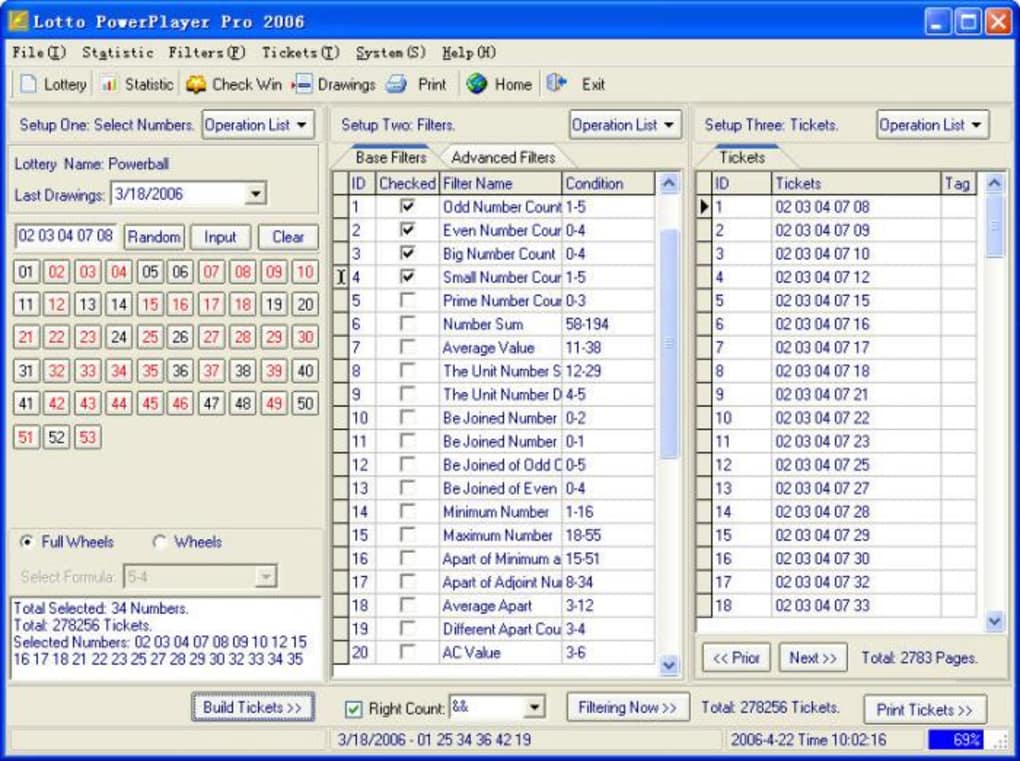 Lotto PowerPlayer Pro 2006
File(I) Statistic Filters(F) Tickets(T) System(S) Help(H)
Lottery Statistic Check Win Drawings Print Home Exit
Setup One: Select Numbers. Operation List
Lottery Name: Powerball
Last Drawings: 3/18/2006
02 03 04 07 08 Random Input Clear
01 02 03 04 05 06 07 08 09 10
11 12 13 14 15 16 17 18 19 20
21 22 23 24 25 26 27 28 29 30
31 32 33 34 35 36 37 38 39 40
41 42 43 44 45 46 47 48 49 50
51 52 53
Full Wheels Wheels
Select Formula: 5-4
Total Selected: 34 Numbers.
Total: 278256 Tickets.
Selected Numbers: 02 03 04 07 08 09 10 12 15
16 17 18 21 22 23 25 27 28 29 30 32 33 34 35
Build Tickets >>
Setup Two: Filters. Operation List
Base Filters Advanced Filters
ID Checked Filter Name Condition
1 Odd Number Count 1-5
2 Even Number Cour 0-4
3 Big Number Count 0-4
4 Small Number Cour 1-5
5 Prime Number Cour 0-3
6 Number Sum 58-194
7 Average Value 11-38
8 The Unit Number S 12-29
9 The Unit Number D 4-5
10 Be Joined Number 0-2
11 Be Joined Number 0-1
12 Be Joined of Odd C 0-5
13 Be Joined of Even 0-4
14 Minimum Number 1-16
15 Maximum Number 18-55
16 Apart of Minimum a 15-51
17 Apart of Adjoint Nu 8-34
18 Average Apart 3-12
19 Different Apart Cou 3-4
20 AC Value 3-6
Right Count: && Filtering Now >>
Setup Three: Tickets. Operation List
Tickets
ID Tickets Tag
1 02 03 04 07 08
2 02 03 04 07 09
3 02 03 04 07 10
4 02 03 04 07 12
5 02 03 04 07 15
6 02 03 04 07 16
7 02 03 04 07 17
8 02 03 04 07 18
9 02 03 04 07 21
10 02 03 04 07 22
11 02 03 04 07 23
12 02 03 04 07 25
13 02 03 04 07 27
14 02 03 04 07 28
15 02 03 04 07 29
16 02 03 04 07 30
17 02 03 04 07 32
18 02 03 04 07 33
<< Prior Next >> Total: 2783 Pages.
Total: 278256 Tickets. Print Tickets >>
3/18/2006 - 01 25 34 36 42 19 2006-4-22 Time 10:02:16 69%